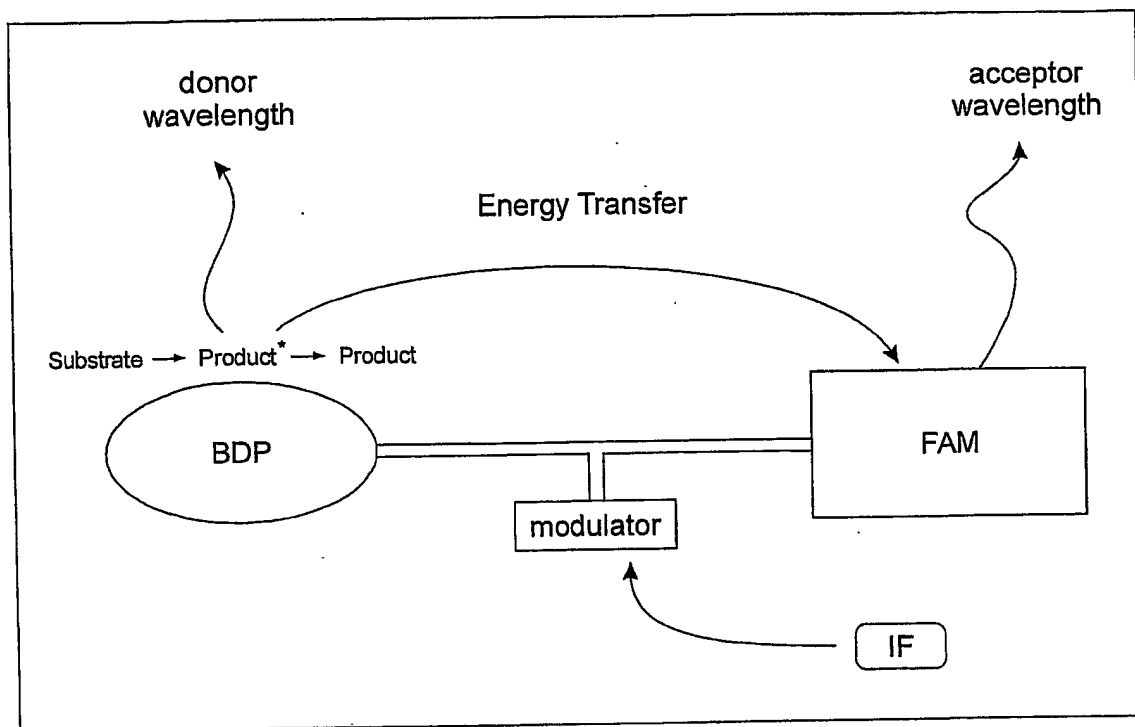 donor
wavelength
acceptor
wavelength
Energy Transfer
Substrate → Product* → Product
BDP
FAM
modulator
IF